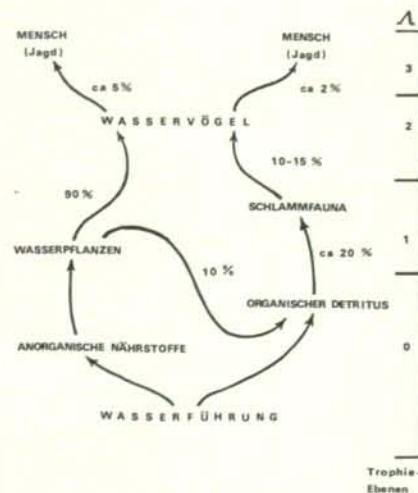 Λ
MENSCH
(Jagd)
MENSCH
(Jagd)
3
ca 5%
ca 2%
WASSERVÖGEL
2
10-15 %
90 %
SCHLAMMFAUNA
WASSERPFLANZEN
1
ca 20 %
10 %
ORGANISCHER DETRITUS
ANORGANISCHE NÄHRSTOFFE
0
WASSERFÜHRUNG
Trophie-
Ebenen